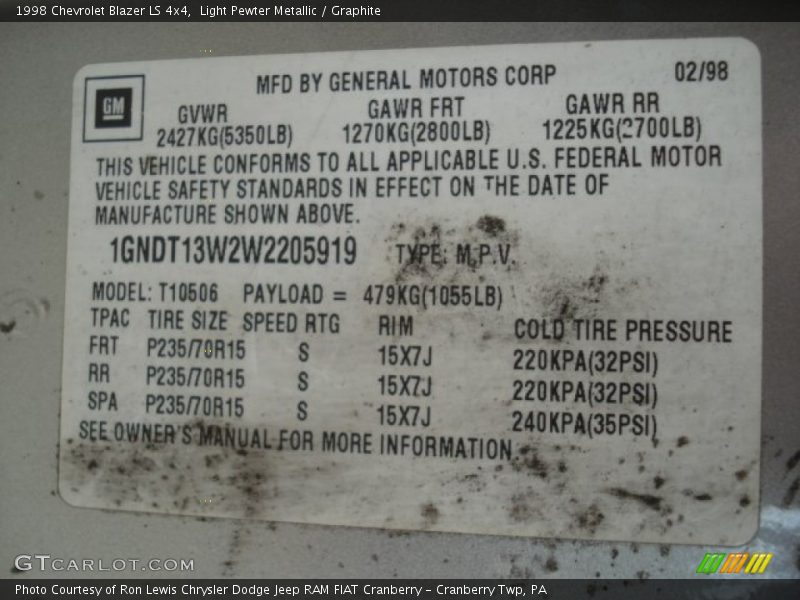 1998 Chevrolet Blazer LS 4x4,  Light Pewter Metallic / Graphite
MFD BY GENERAL MOTORS CORP 02/98
GM
GVWR GAWR FRT GAWR RR
2427KG(5350LB) 1270KG(2800LB) 1225KG(2700LB)
THIS VEHICLE CONFORMS TO ALL APPLICABLE U.S. FEDERAL MOTOR
VEHICLE SAFETY STANDARDS IN EFFECT ON THE DATE OF
MANUFACTURE SHOWN ABOVE.
1GNDT13W2W2205919 TYPE: M.P.V.
MODEL: T10506 PAYLOAD = 479KG(1055LB)
TPAC TIRE SIZE SPEED RTG RIM COLD TIRE PRESSURE
FRT P235/70R15 S 15X7J 220KPA(32PSI)
RR P235/70R15 S 15X7J 220KPA(32PSI)
SPA P235/70R15 S 15X7J 240KPA(35PSI)
SEE OWNER'S MANUAL FOR MORE INFORMATION.
GTCARLOT.COM
Photo Courtesy of Ron Lewis Chrysler Dodge Jeep RAM FIAT Cranberry – Cranberry Twp, PA